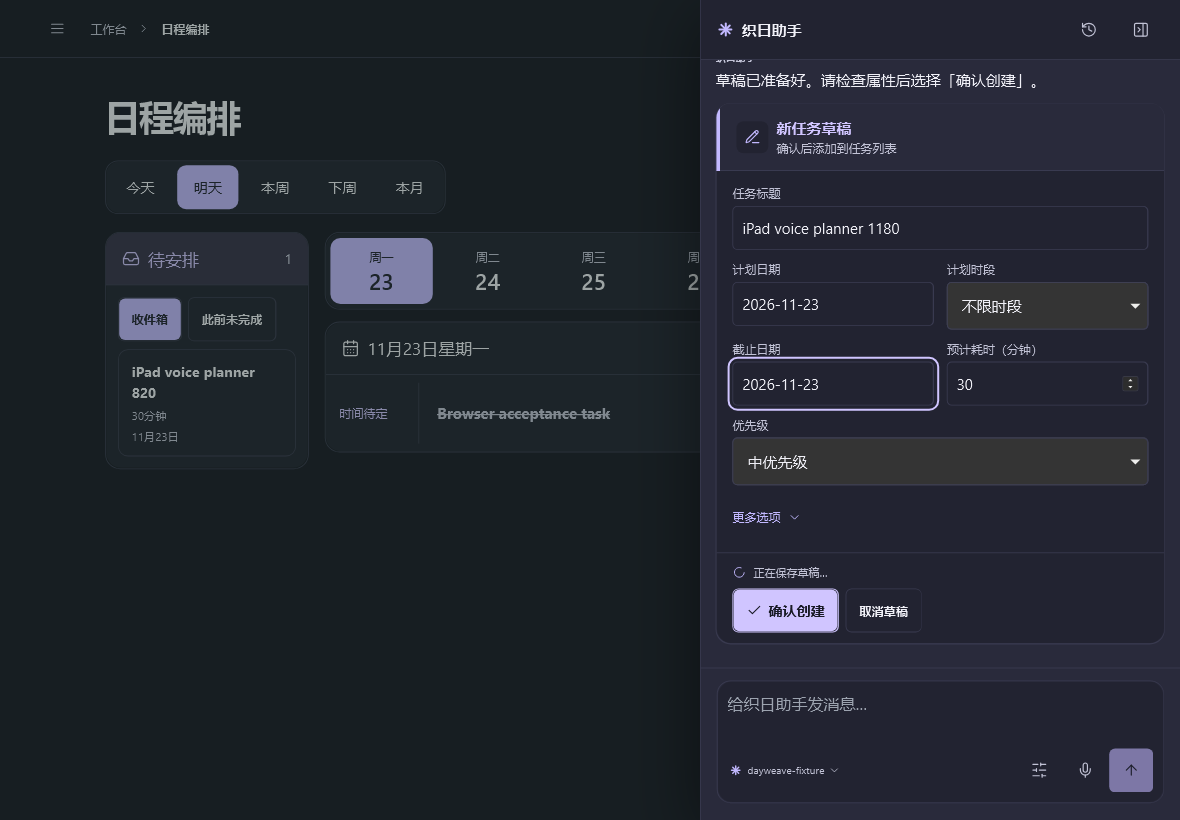 工作台
日程编排
日程编排
今天
明天
本周
下周
本月
待安排
1
收件箱
此前未完成
iPad voice planner
820
30分钟
11月23日
周一
23
周二
24
周三
25
周
2
11月23日星期一
时间待定
Browser acceptance task
织日助手
草稿已准备好。请检查属性后选择「确认创建」。
新任务草稿
确认后添加到任务列表
任务标题
iPad voice planner 1180
计划日期
计划时段
2026-11-23
不限时段
截止日期
预计耗时（分钟）
2026-11-23
30
优先级
中优先级
更多选项
正在保存草稿...
确认创建
取消草稿
给织日助手发消息...
dayweave-fixture